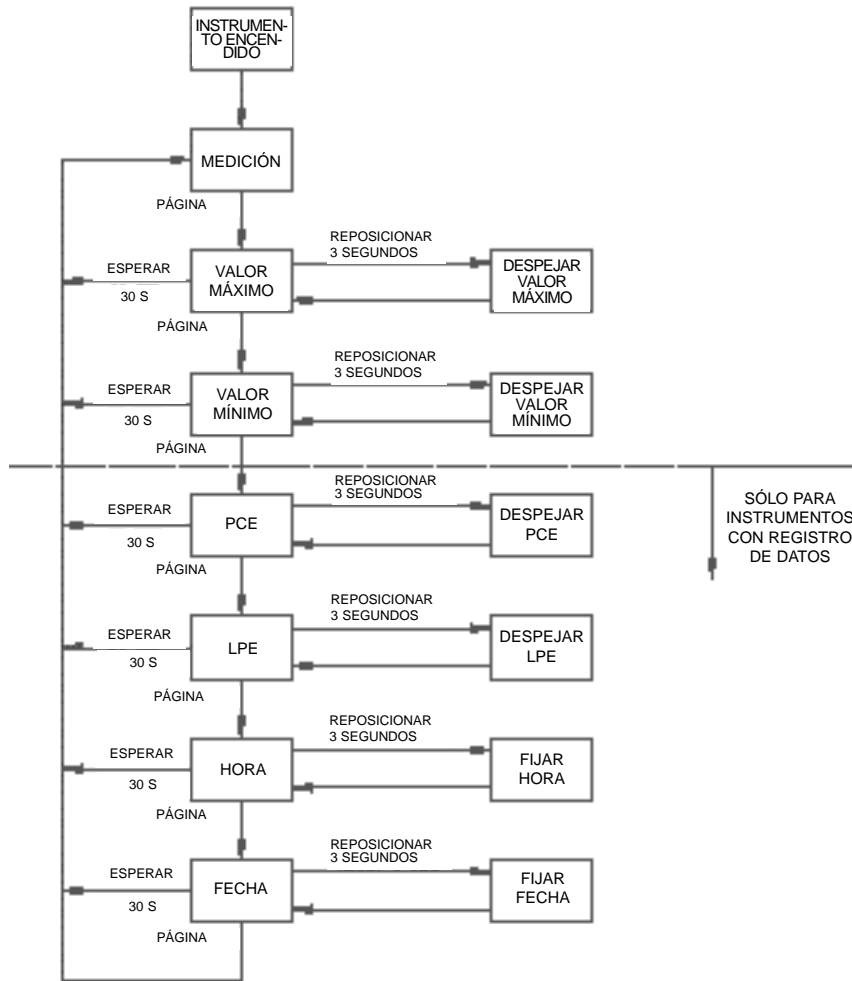 INSTRUMEN-
TO ENCEN-
DIDO
MEDICIÓN
PÁGINA
ESPERAR
30 S
VALOR
MÁXIMO
REPOSICIONAR
3 SEGUNDOS
DESPEJAR
VALOR
MÁXIMO
PÁGINA
ESPERAR
30 S
VALOR
MÍNIMO
REPOSICIONAR
3 SEGUNDOS
DESPEJAR
VALOR
MÍNIMO
PÁGINA
ESPERAR
30 S
PCE
REPOSICIONAR
3 SEGUNDOS
DESPEJAR
PCE
SÓLO PARA
INSTRUMENTOS
CON REGISTRO
DE DATOS
PÁGINA
ESPERAR
30 S
LPE
REPOSICIONAR
3 SEGUNDOS
DESPEJAR
LPE
PÁGINA
ESPERAR
30 S
HORA
REPOSICIONAR
3 SEGUNDOS
FIJAR
HORA
PÁGINA
ESPERAR
30 S
FECHA
REPOSICIONAR
3 SEGUNDOS
FIJAR
FECHA
PÁGINA